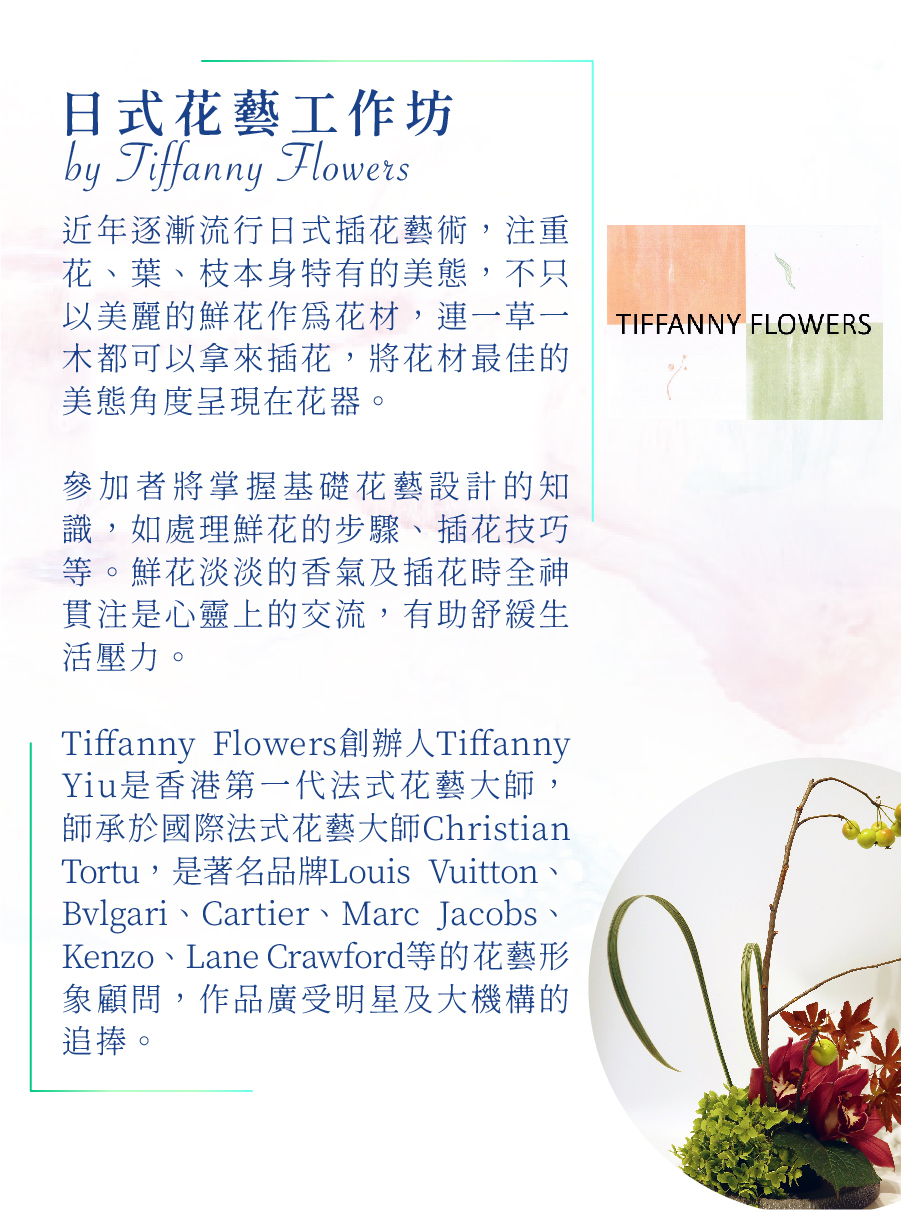 日式花藝工作坊
by Tiffanny Flowers
近年逐漸流行日式插花藝術，注重
花、葉、枝本身特有的美態，不只
以美麗的鮮花作爲花材，連一草一
木都可以拿來插花，將花材最佳的
美態角度呈現在花器。
TIFFANNY FLOWERS
參加者將掌握基礎花藝設計的知
識，如處理鮮花的步驟、插花技巧
等。鮮花淡淡的香氣及插花時全神
貫注是心靈上的交流，有助舒緩生
活壓力。
Tiffanny Flowers創辦人Tiffanny
Yiu是香港第一代法式花藝大師，
師承於國際法式花藝大師Christian
Tortu，是著名品牌Louis Vuitton、
Bvlgari、Cartier、Marc Jacobs、
Kenzo、Lane Crawford等的花藝形
象顧問，作品廣受明星及大機構的
追捧。